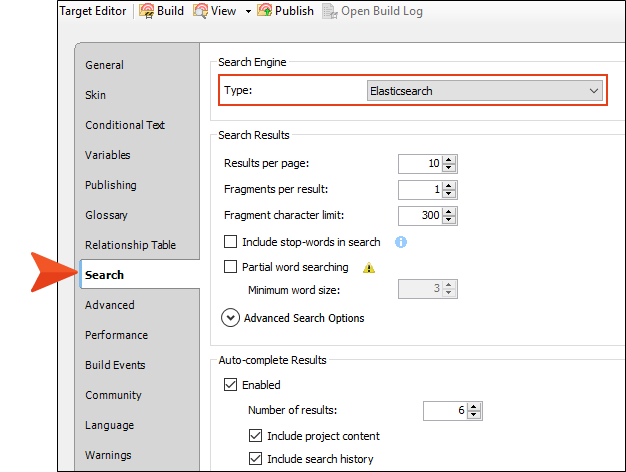 Target Editor Build View Publish Open Build Log
General
Skin
Conditional Text
Variables
Publishing
Glossary
Relationship Table
Search
Advanced
Performance
Build Events
Community
Language
Warnings
Search Engine
Type: Elasticsearch
Search Results
Results per page: 10
Fragments per result: 1
Fragment character limit: 300
Include stop-words in search
Partial word searching
Minimum word size: 3
Advanced Search Options
Auto-complete Results
Enabled
Number of results: 6
Include project content
Include search history